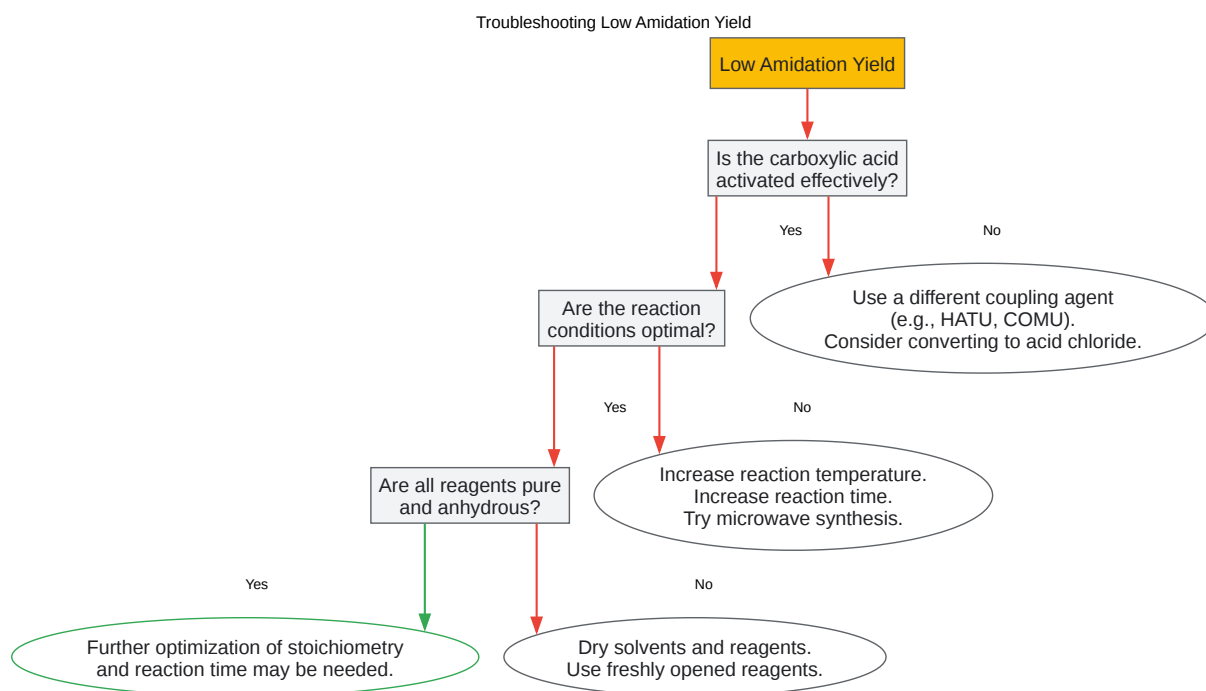 Troubleshooting Low Amidation Yield
Low Amidation Yield
Is the carboxylic acid
activated effectively?
Yes
No
Use a different coupling agent
(e.g., HATU, COMU).
Consider converting to acid chloride.
Are the reaction
conditions optimal?
Yes
No
Increase reaction temperature.
Increase reaction time.
Try microwave synthesis.
Are all reagents pure
and anhydrous?
Yes
No
Further optimization of stoichiometry
and reaction time may be needed.
Dry solvents and reagents.
Use freshly opened reagents.